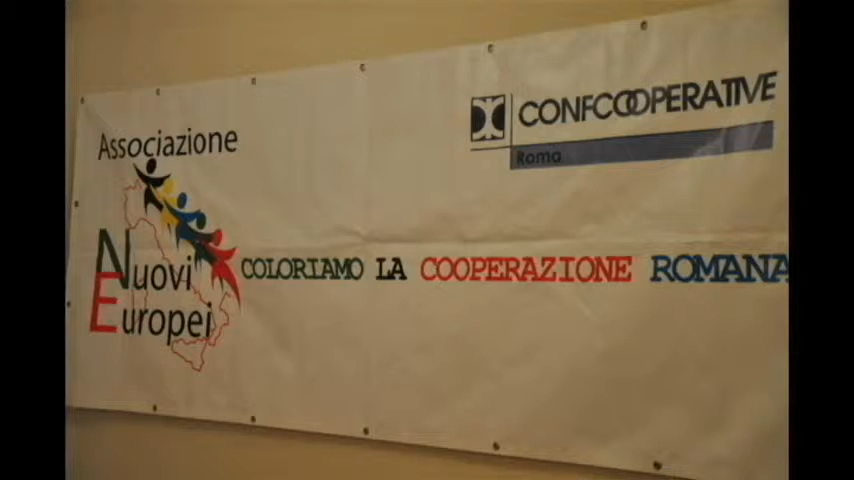 Associazione
Nuovi
Europei
CONFCOOPERATIVE
Roma
COLORIAMO LA COOPERAZIONE ROMANA